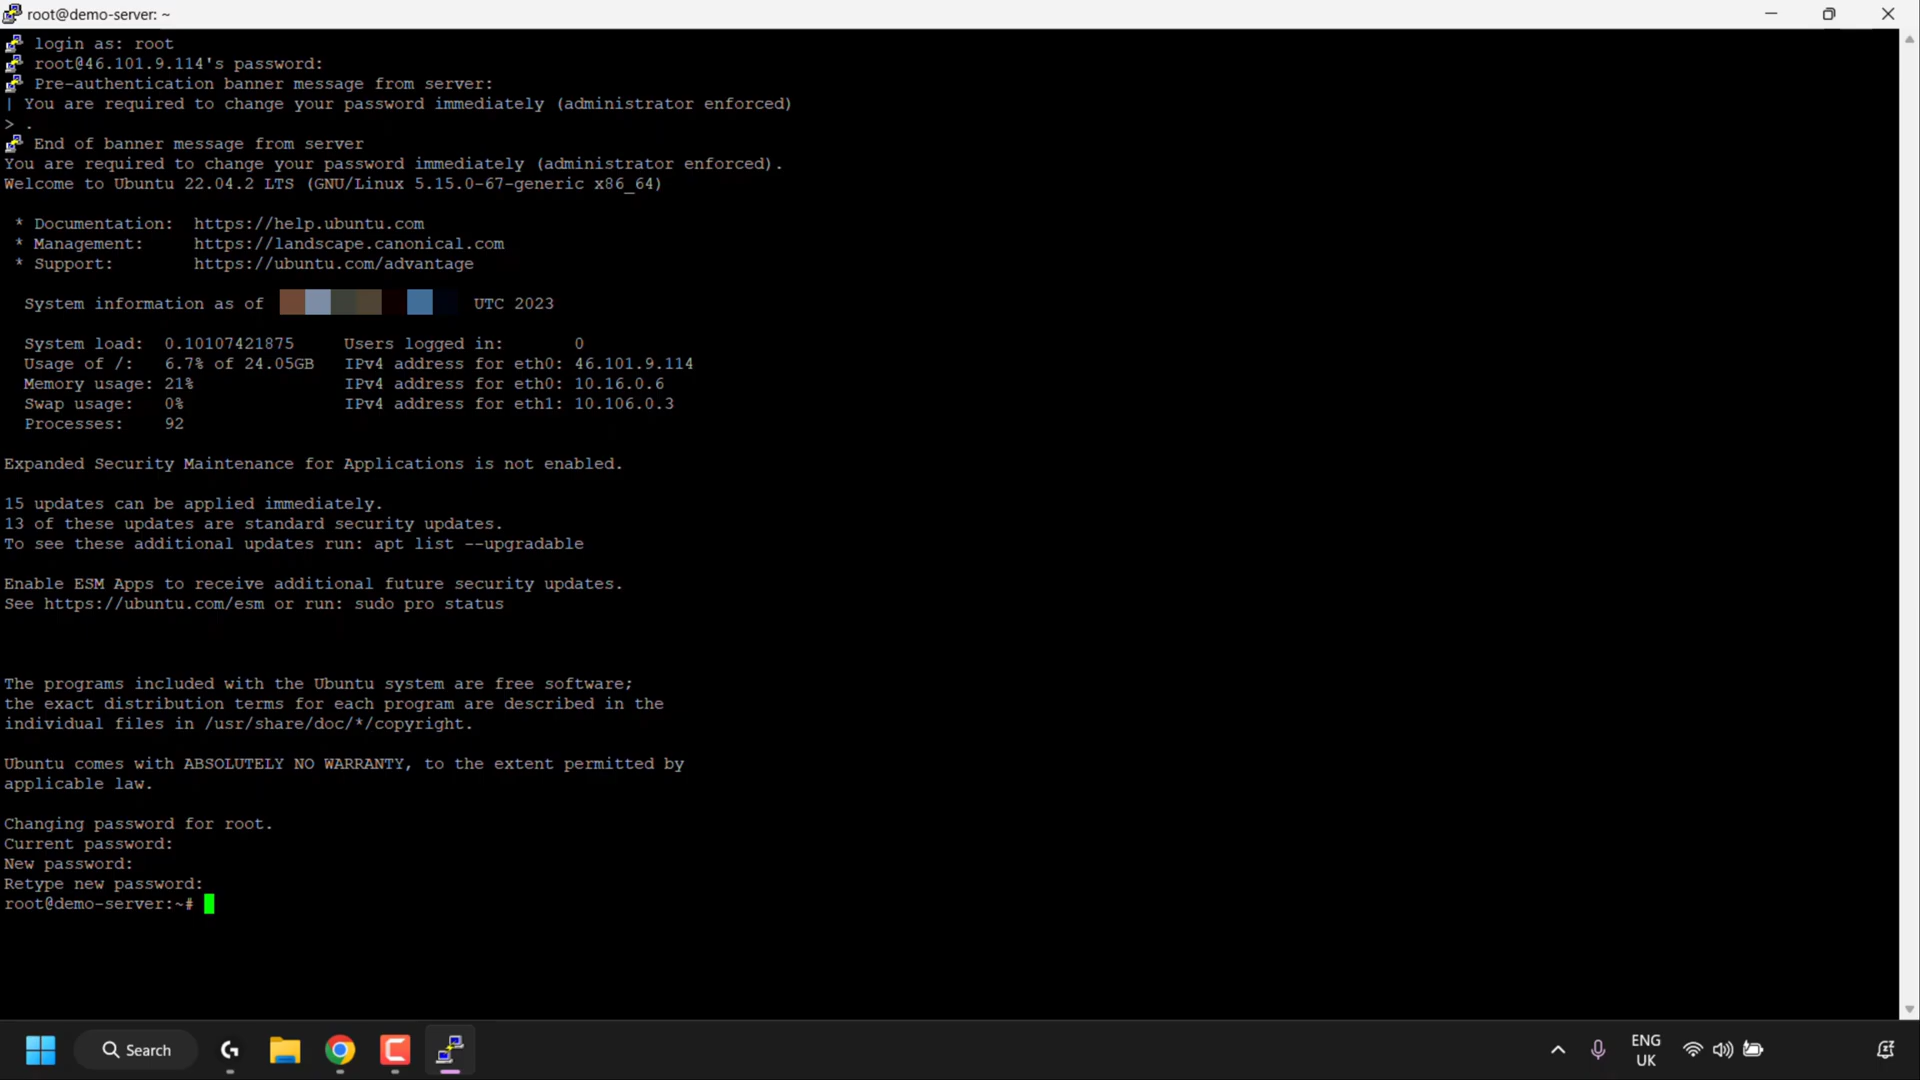 root@demo-server: ~
login as: root
root@46.101.9.114's password:
Pre-authentication banner message from server:
| You are required to change your password immediately (administrator enforced)
> .
End of banner message from server
You are required to change your password immediately (administrator enforced).
Welcome to Ubuntu 22.04.2 LTS (GNU/Linux 5.15.0-67-generic x86_64)
* Documentation:  https://help.ubuntu.com
* Management:     https://landscape.canonical.com
* Support:        https://ubuntu.com/advantage
System information as of UTC 2023
System load:  0.10107421875     Users logged in:       0
Usage of /:   6.7% of 24.05GB   IPv4 address for eth0: 46.101.9.114
Memory usage: 21%               IPv4 address for eth0: 10.16.0.6
Swap usage:   0%                IPv4 address for eth1: 10.106.0.3
Processes:    92
Expanded Security Maintenance for Applications is not enabled.
15 updates can be applied immediately.
13 of these updates are standard security updates.
To see these additional updates run: apt list --upgradable
Enable ESM Apps to receive additional future security updates.
See https://ubuntu.com/esm or run: sudo pro status
The programs included with the Ubuntu system are free software;
the exact distribution terms for each program are described in the
individual files in /usr/share/doc/*/copyright.
Ubuntu comes with ABSOLUTELY NO WARRANTY, to the extent permitted by
applicable law.
Changing password for root.
Current password:
New password:
Retype new password:
root@demo-server:~#
Search
ENG
UK